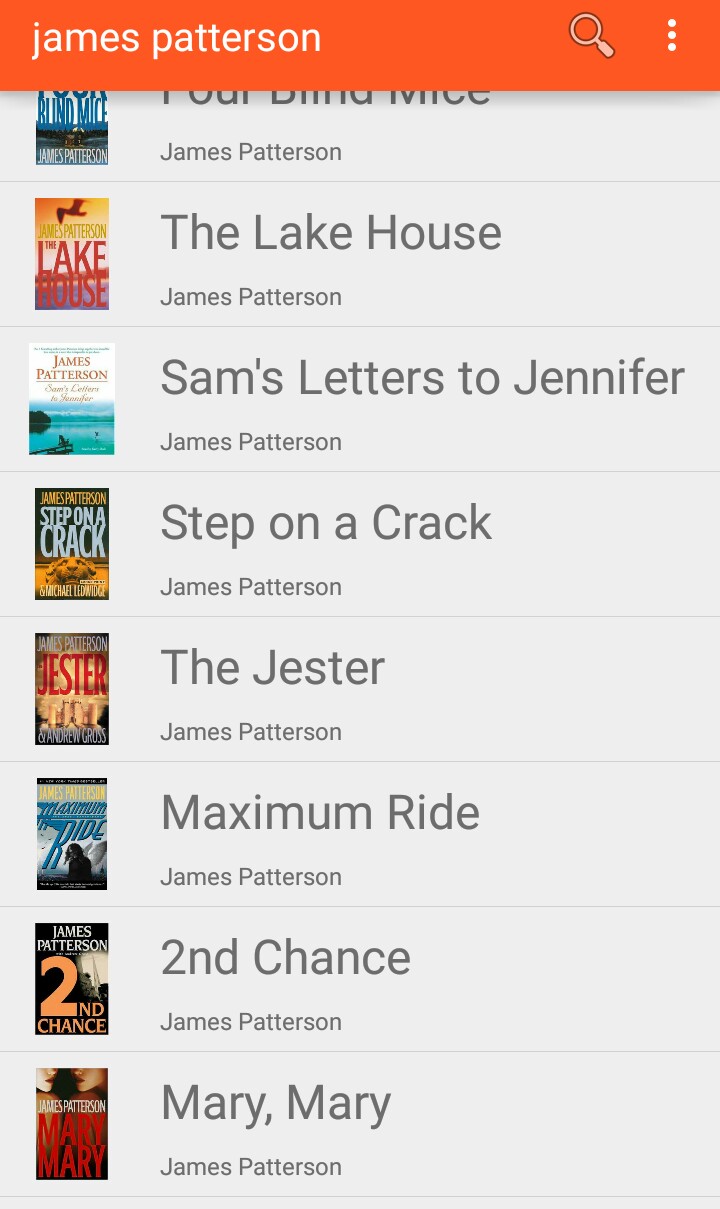 james patterson
Four Blind Mice
BLIND MICE
JAMES PATTERSON
James Patterson
JAMES PATTERSON
THE
LAKE
HOUSE
The Lake House
James Patterson
JAMES
PATTERSON
Sam's Letters
to Jennifer
Sam's Letters to Jennifer
James Patterson
JAMES PATTERSON
STEP ON A
CRACK
& MICHAEL LEDWIDGE
Step on a Crack
James Patterson
JAMES PATTERSON
JESTER
& ANDREW GROSS
The Jester
James Patterson
JAMES PATTERSON
MAXIMUM
RIDE
Maximum Ride
James Patterson
JAMES
PATTERSON
2ND
CHANCE
2nd Chance
James Patterson
JAMES PATTERSON
MARY
MARY
Mary, Mary
James Patterson